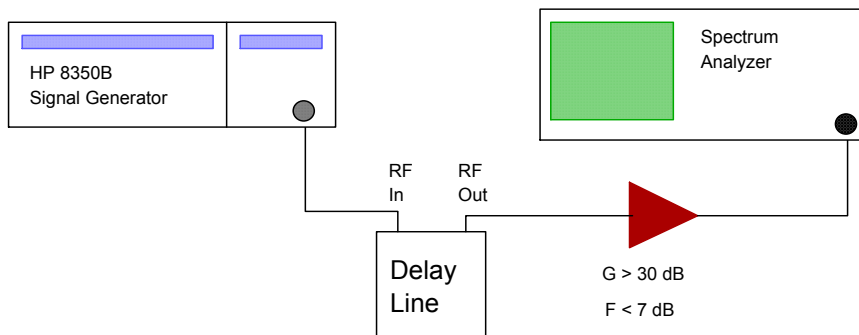 HP 8350B
Signal Generator
Spectrum
Analyzer
RF
In
RF
Out
Delay
Line
G > 30 dB
F < 7 dB